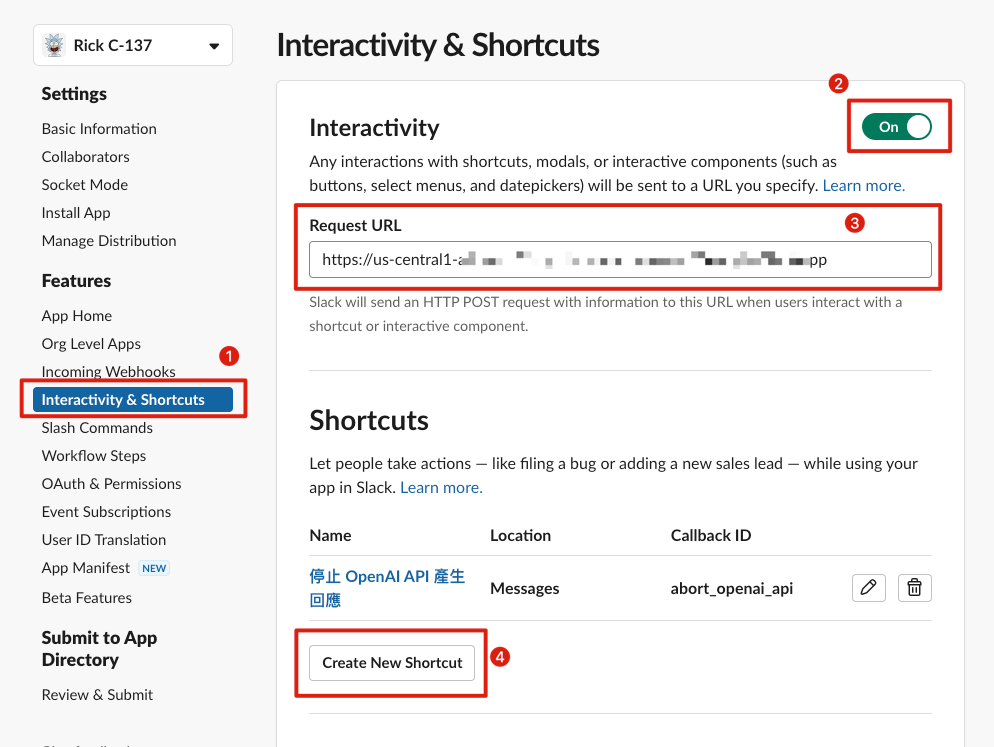 Rick C-137
Interactivity & Shortcuts
Settings
Basic Information
Collaborators
Socket Mode
Install App
Manage Distribution
Features
App Home
Org Level Apps
1
Incoming Webhooks
Interactivity & Shortcuts
Slash Commands
Workflow Steps
OAuth & Permissions
Event Subscriptions
User ID Translation
App Manifest NEW
Beta Features
Submit to App
Directory
Review & Submit
2
Interactivity
On
Any interactions with shortcuts, modals, or interactive components (such as
buttons, select menus, and datepickers) will be sent to a URL you specify. Learn more.
Request URL
3
https://us-central1-
Slack will send an HTTP POST request with information to this URL when users interact with a
shortcut or interactive component.
Shortcuts
Let people take actions — like filing a bug or adding a new sales lead — while using your
app in Slack. Learn more.
Name Location Callback ID
停止 OpenAI API 產生
回應
Messages
abort_openai_api
Create New Shortcut
4